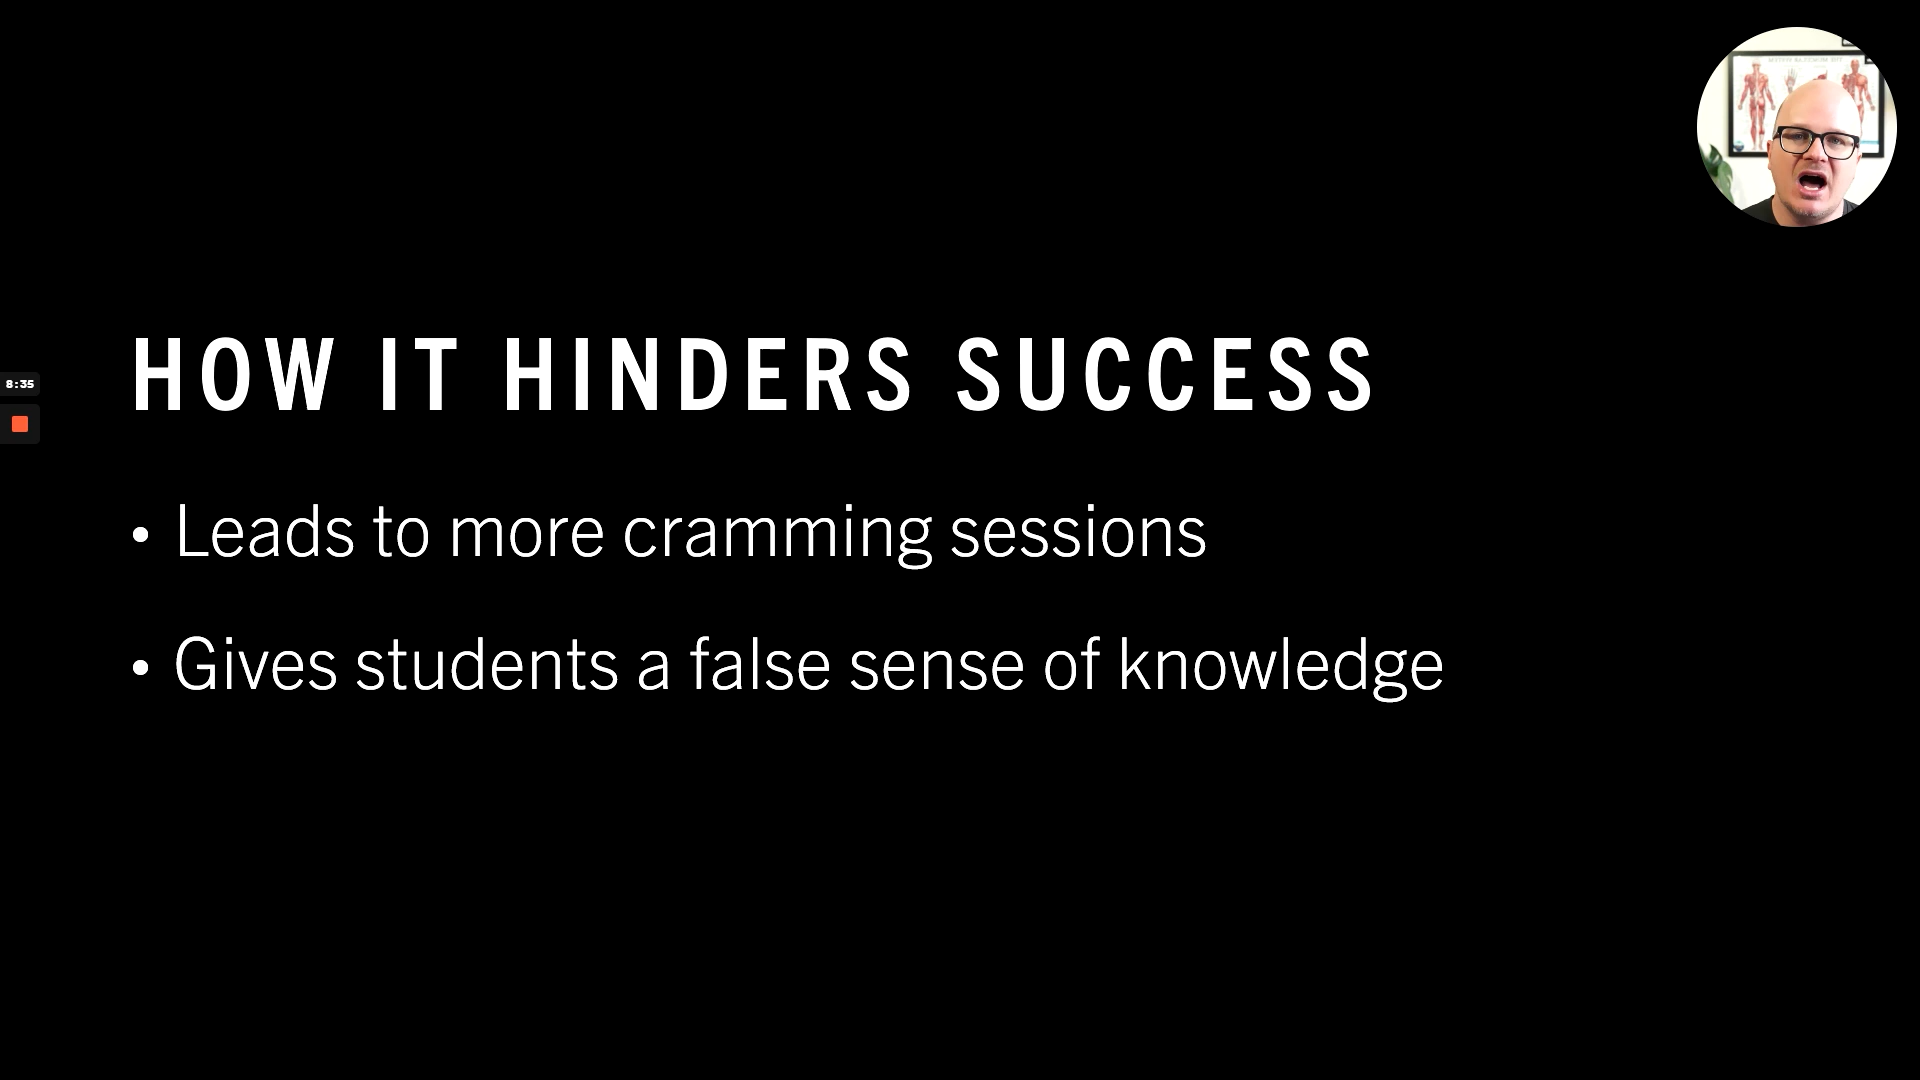 HOW IT HINDERS SUCCESS
8:35
• Leads to more cramming sessions
• Gives students a false sense of knowledge